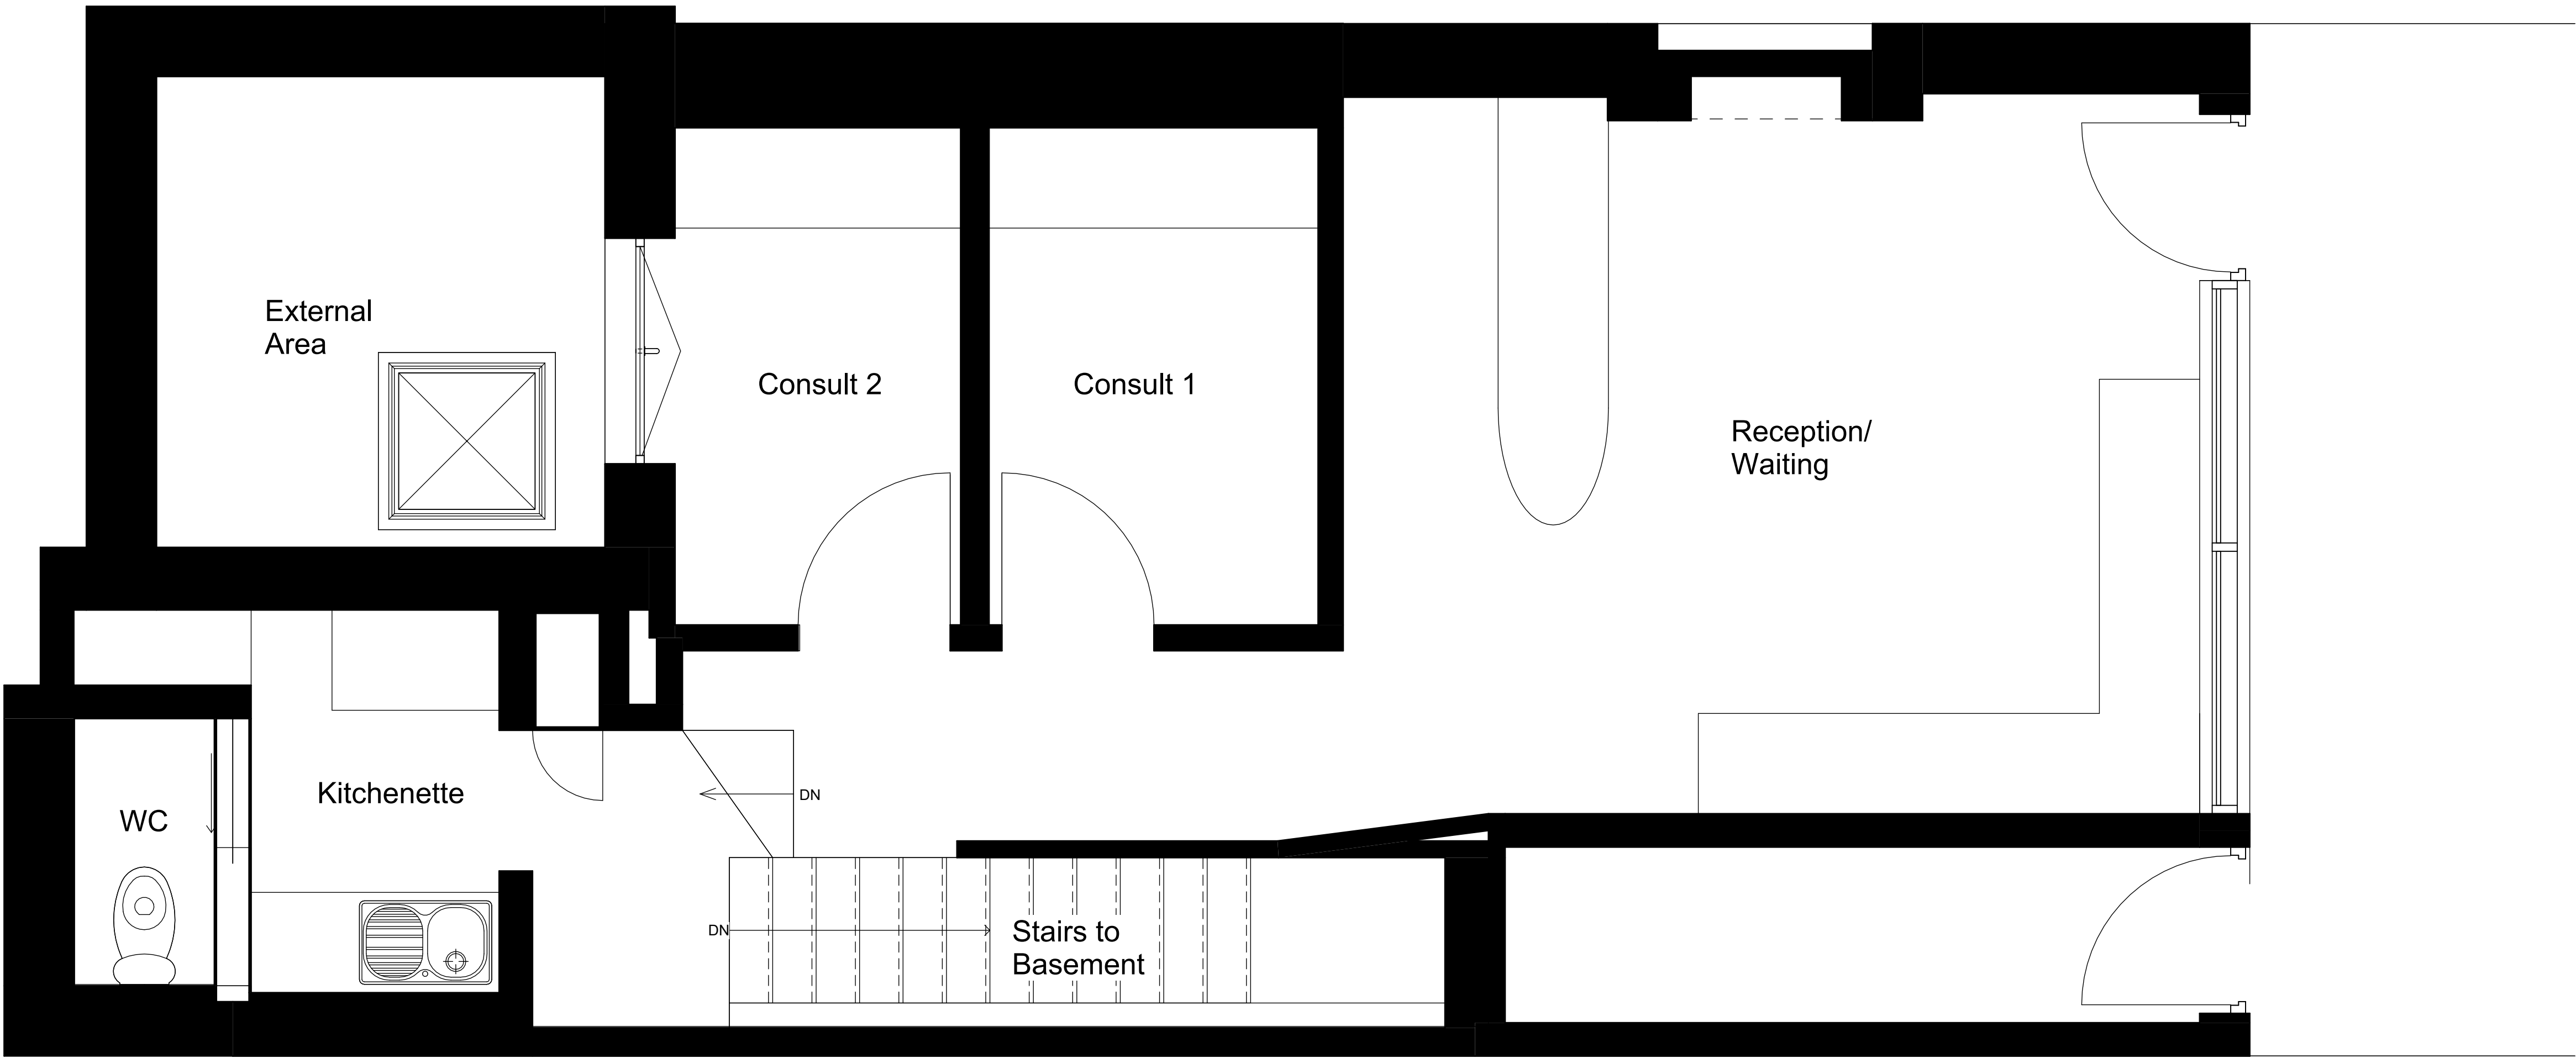 External
Area
Consult 2
Consult 1
Reception/
Waiting
Kitchenette
WC
DN
DN
Stairs to
Basement